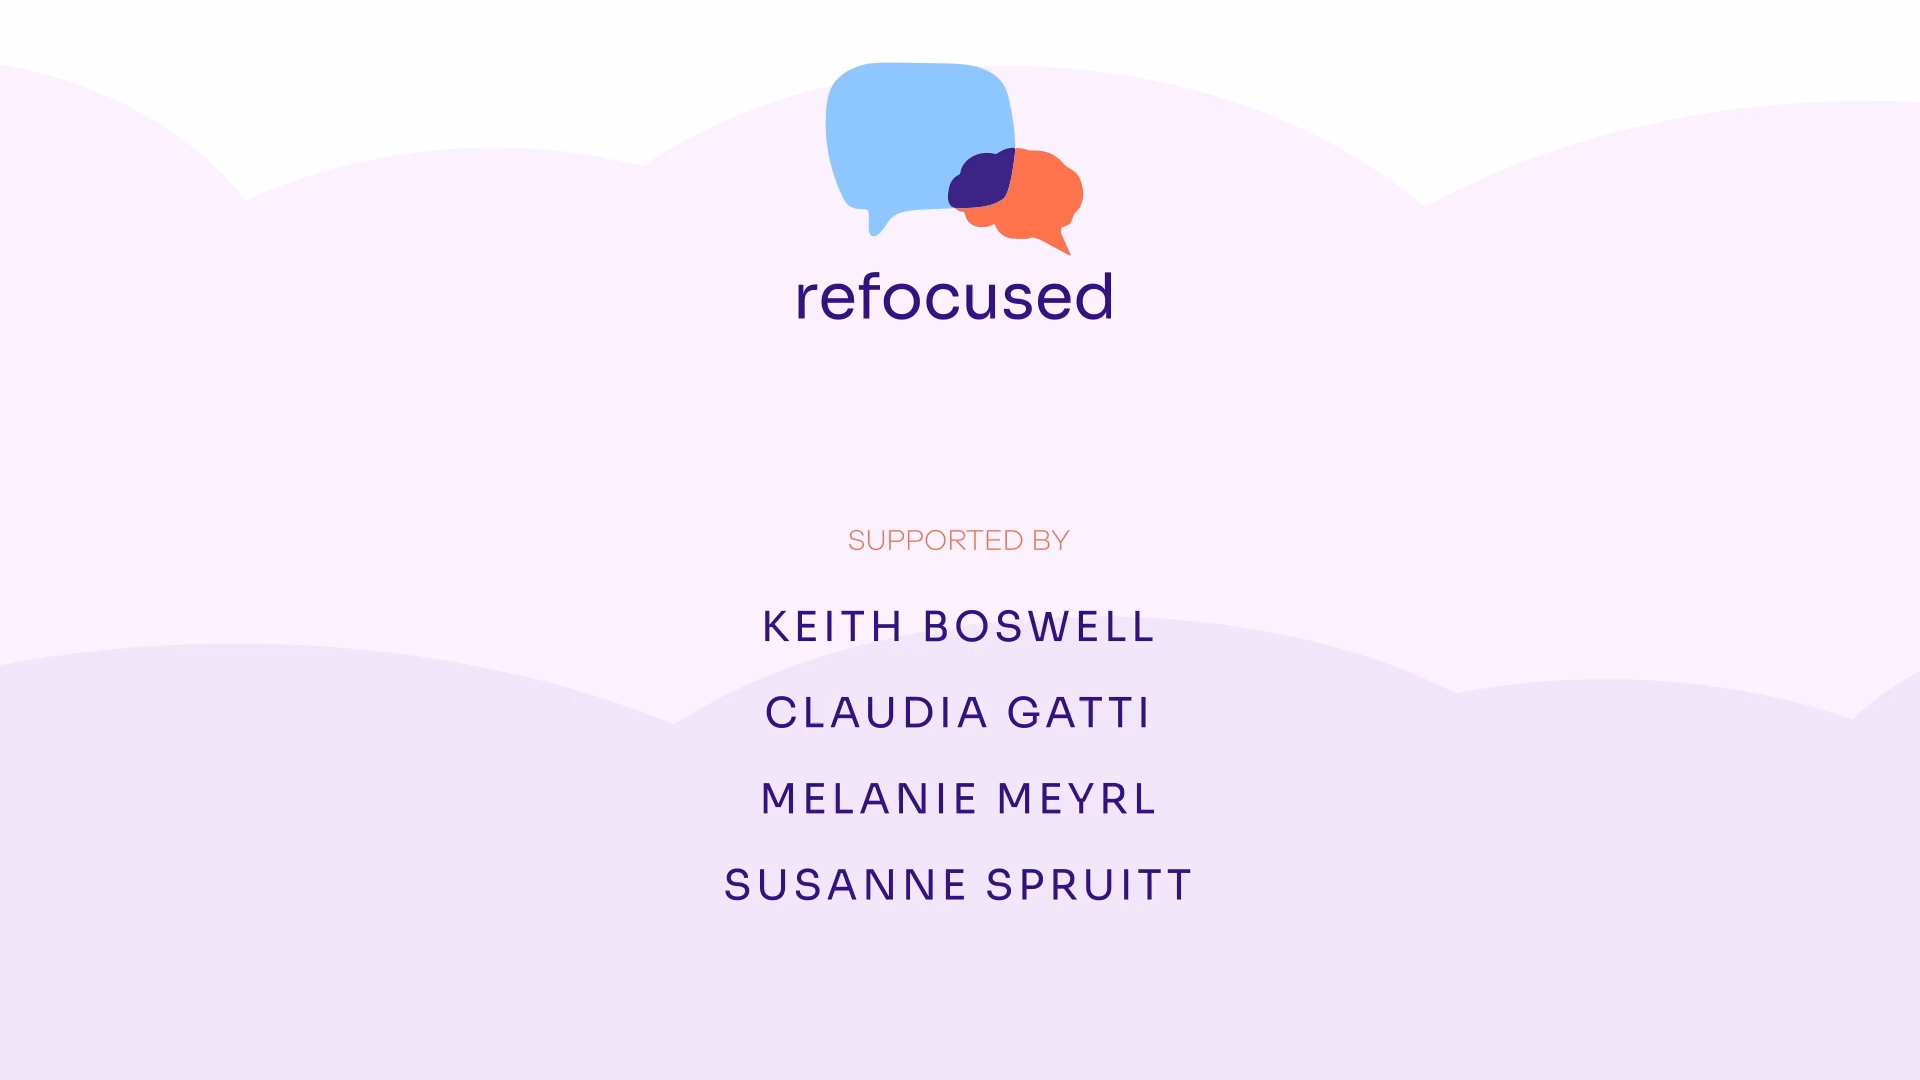 refocused
SUPPORTED BY
KEITH BOSWELL
CLAUDIA GATTI
MELANIE MEYRL
SUSANNE SPRUITT